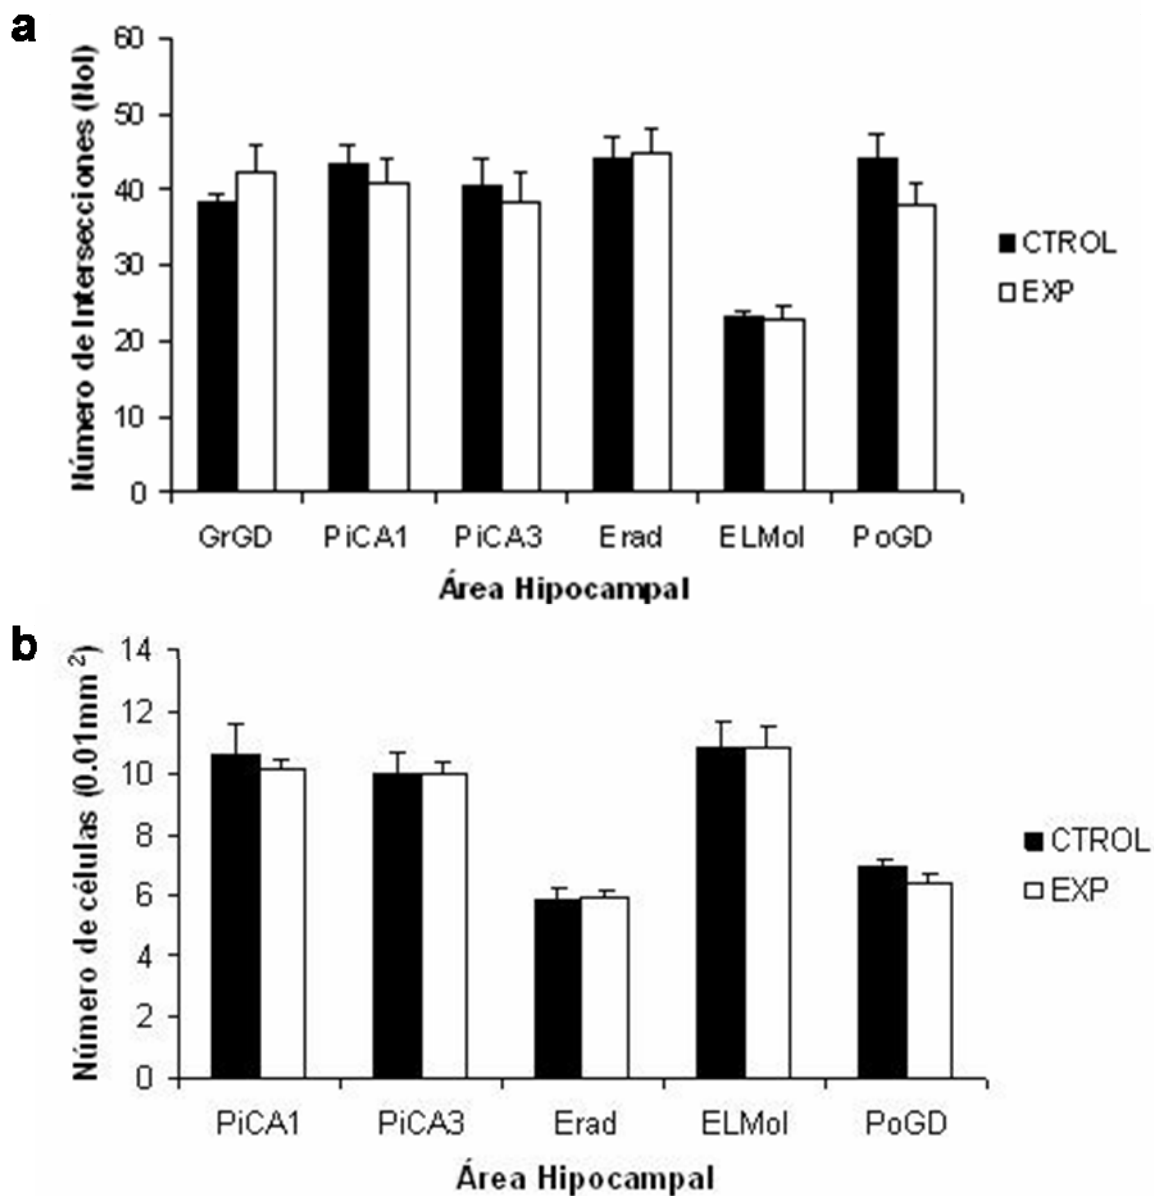 a
Número de Intersecciones (NoI)
60
50
40
30
20
10
0
GrGD PiCA1 PiCA3 Erad ELMol PoGD
Área Hipocampal
CTROL
EXP
b
Número de células (0.01mm²)
14
12
10
8
6
4
2
0
PiCA1 PiCA3 Erad ELMol PoGD
Área Hipocampal
CTROL
EXP